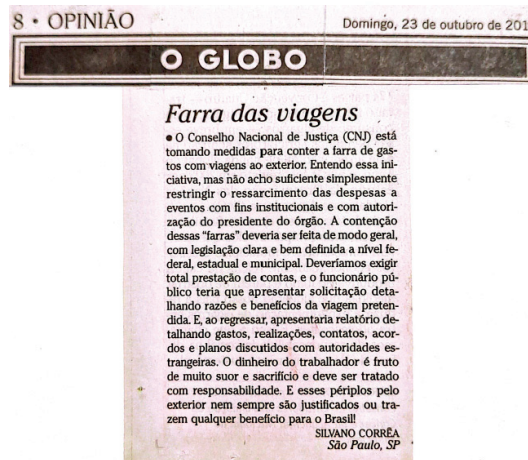 8 • OPINIÃO
Domingo, 23 de outubro de 201
O GLOBO
Farra das viagens
● O Conselho Nacional de Justiça (CNJ) está
tomando medidas para conter a farra de gas-
tos com viagens ao exterior. Entendo essa ini-
ciativa, mas não acho suficiente simplesmente
restringir o ressarcimento das despesas a
eventos com fins institucionais e com autori-
zação do presidente do órgão. A contenção
dessas "farras" deveria ser feita de modo geral,
com legislação clara e bem definida a nível fe-
deral, estadual e municipal. Deveríamos exigir
total prestação de contas, e o funcionário pú-
blico teria que apresentar solicitação deta-
lhando razões e benefícios da viagem preten-
dida. E, ao regressar, apresentaria relatório de-
talhando gastos, realizações, contatos, acor-
dos e planos discutidos com autoridades es-
trangeiras. O dinheiro do trabalhador é fruto
de muito suor e sacrifício e deve ser tratado
com responsabilidade. E esses périplos pelo
exterior nem sempre são justificados ou tra-
zem qualquer benefício para o Brasil!
SILVANO CORRÊA
São Paulo, SP